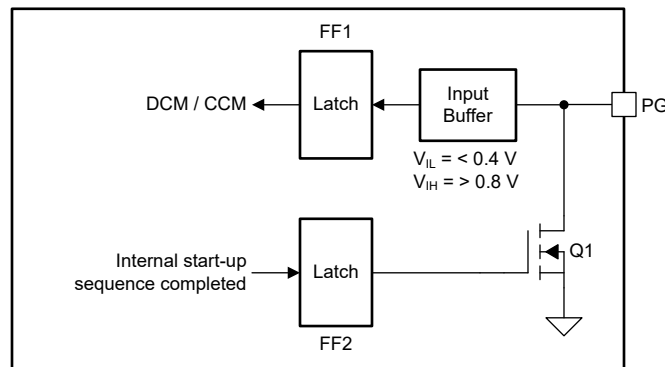 FF1
DCM / CCM
Latch
Input
Buffer
PG
V_IL = < 0.4 V
V_IH = > 0.8 V
Internal start-up
sequence completed
Latch
Q1
FF2